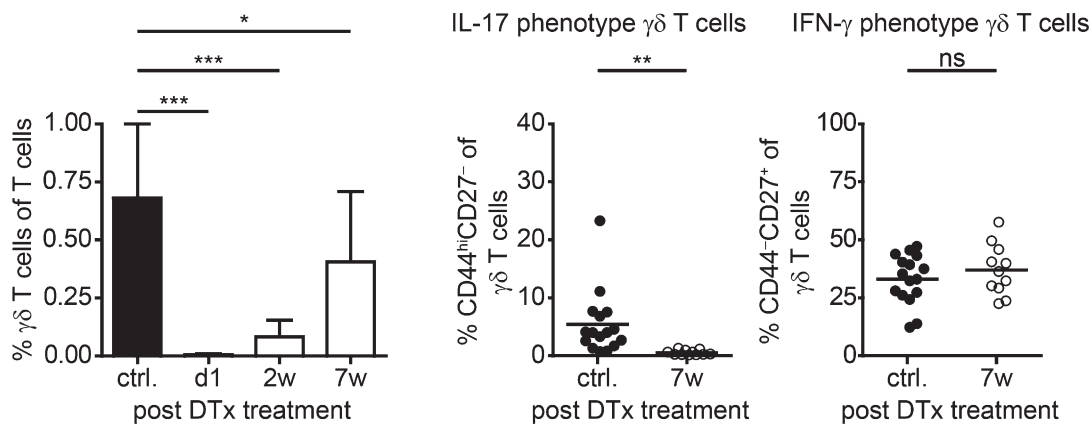 *
***
***
% γδ T cells of T cells
1.00
0.75
0.50
0.25
0.00
ctrl. d1 2w 7w
post DTx treatment
IL-17 phenotype γδ T cells
**
% CD44ʰⁱCD27⁻ of
γδ T cells
40
30
20
10
0
ctrl. 7w
post DTx treatment
IFN-γ phenotype γδ T cells
ns
% CD44⁻CD27⁺ of
γδ T cells
100
75
50
25
0
ctrl. 7w
post DTx treatment